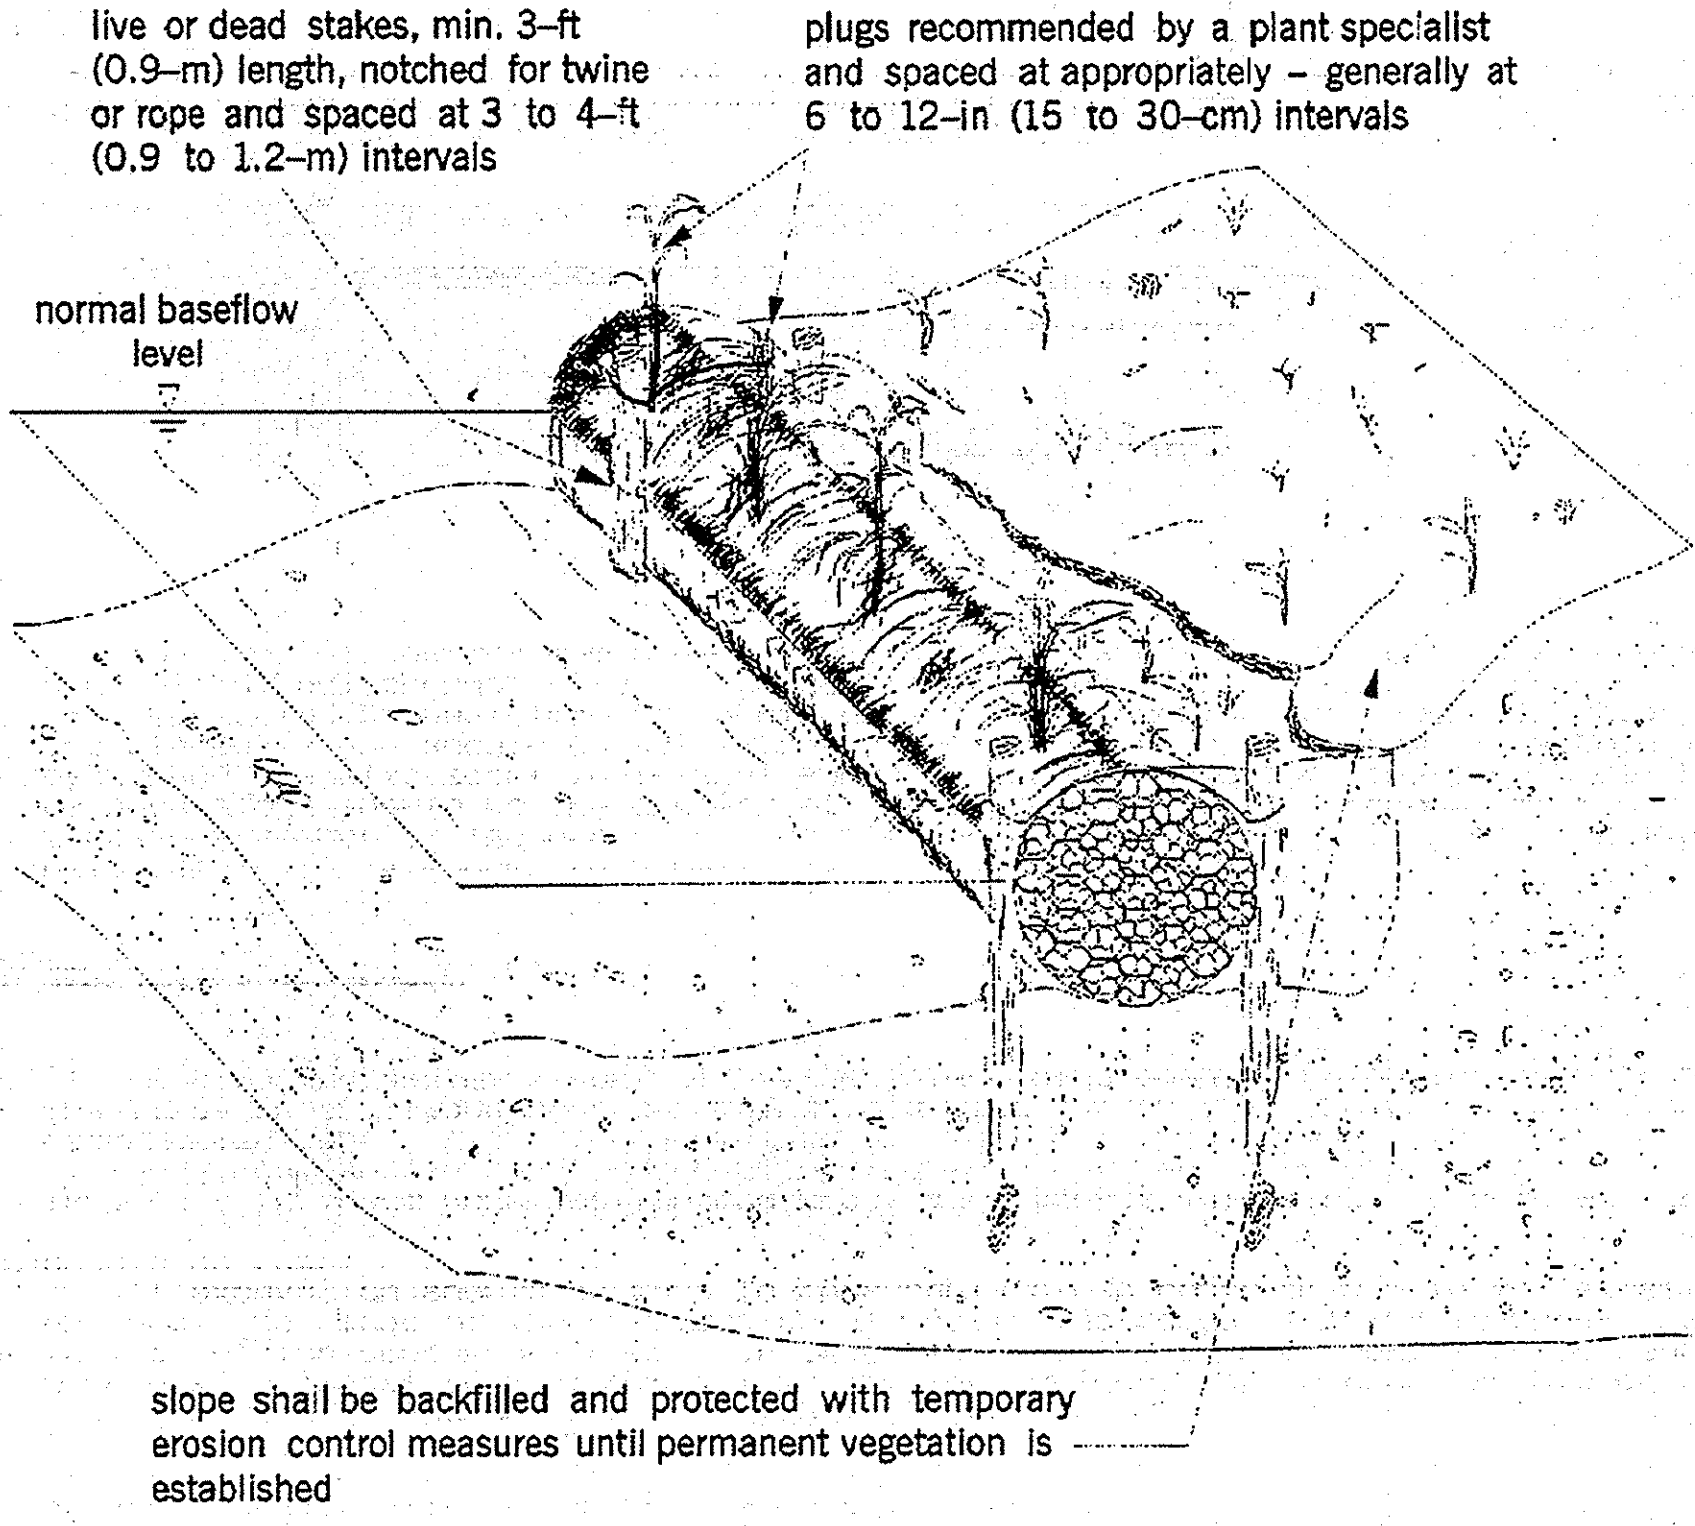 live or dead stakes, min. 3–ft
(0.9–m) length, notched for twine
or rope and spaced at 3 to 4–ft
(0.9 to 1.2–m) intervals
plugs recommended by a plant specialist
and spaced at appropriately – generally at
6 to 12–in (15 to 30–cm) intervals
normal baseflow
level
slope shall be backfilled and protected with temporary
erosion control measures until permanent vegetation is
established